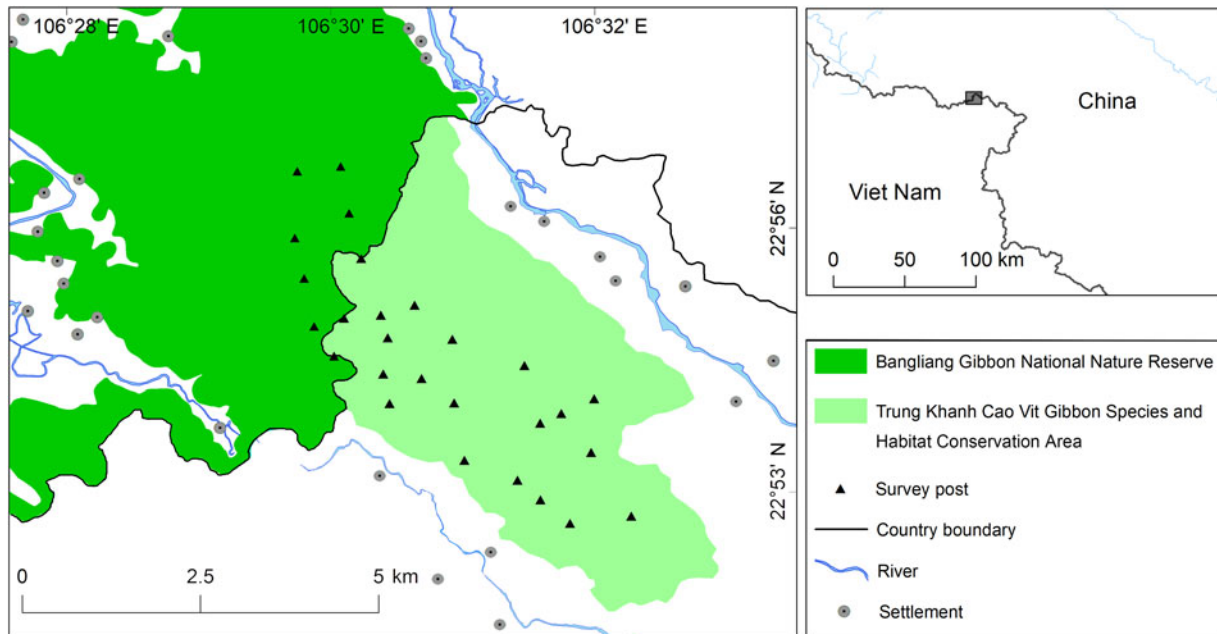 106°28' E
106°30' E
106°32' E
22°56' N
22°53' N
0 2.5 5 km
China
Viet Nam
0 50 100 km
Bangliang Gibbon National Nature Reserve
Trung Khanh Cao Vit Gibbon Species and
Habitat Conservation Area
Survey post
Country boundary
River
Settlement